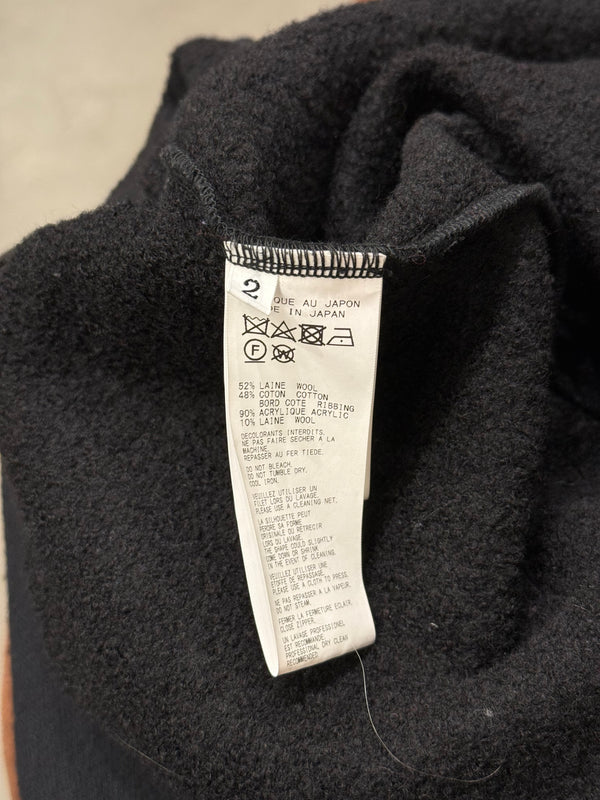 2
QUE AU JAPON
E IN JAPAN
F
W
52% LAINE WOOL
48% COTON COTTON
BORD COTE RIBBING
90% ACRYLIQUE ACRYLIC
10% LAINE WOOL
DECOLORANTS INTERDITS.
NE PAS FAIRE SECHER A LA
MACHINE.
REPASSER AU FER TIEDE.
DO NOT BLEACH.
DO NOT TUMBLE DRY.
COOL IRON.
VEUILLEZ UTILISER UN
FILET LORS DU LAVAGE.
PLEASE USE A CLEANING NET.
LA SILHOUETTE PEUT
PERDRE SA FORME
ORIGINALE OU RETRECIR
LORS DU LAVAGE.
THE SHAPE COULD SLIGHTLY
COME DOWN OR SHRINK
IN THE EVENT OF CLEANING.
VEUILLEZ UTILISER UNE
ETOFFE DE REPASSAGE.
PLEASE USE A CLOTH TO PRESS.
NE PAS REPASSER A LA VAPEUR.
DO NOT STEAM.
FERMER LA FERMETURE ECLAIR.
CLOSE ZIPPER.
UN LAVAGE PROFESSIONEL
EST RECOMMANDE.
PROFESSIONAL DRY CLEAN
RECOMMENDED.